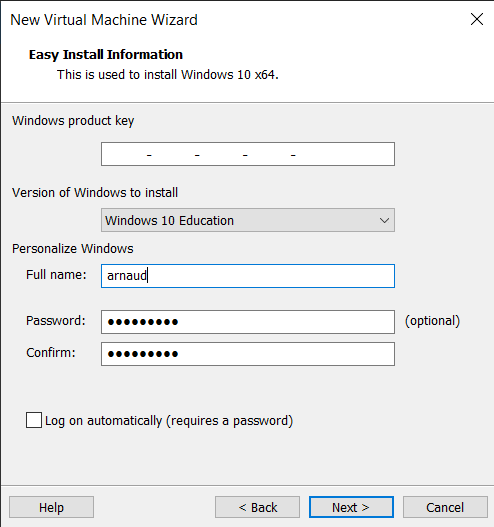 New Virtual Machine Wizard
Easy Install Information
This is used to install Windows 10 x64.
Windows product key
- - - -
Version of Windows to install
Windows 10 Education
Personalize Windows
Full name: arnaud
Password: ●●●●●●●●● (optional)
Confirm: ●●●●●●●●●
Log on automatically (requires a password)
Help < Back Next > Cancel